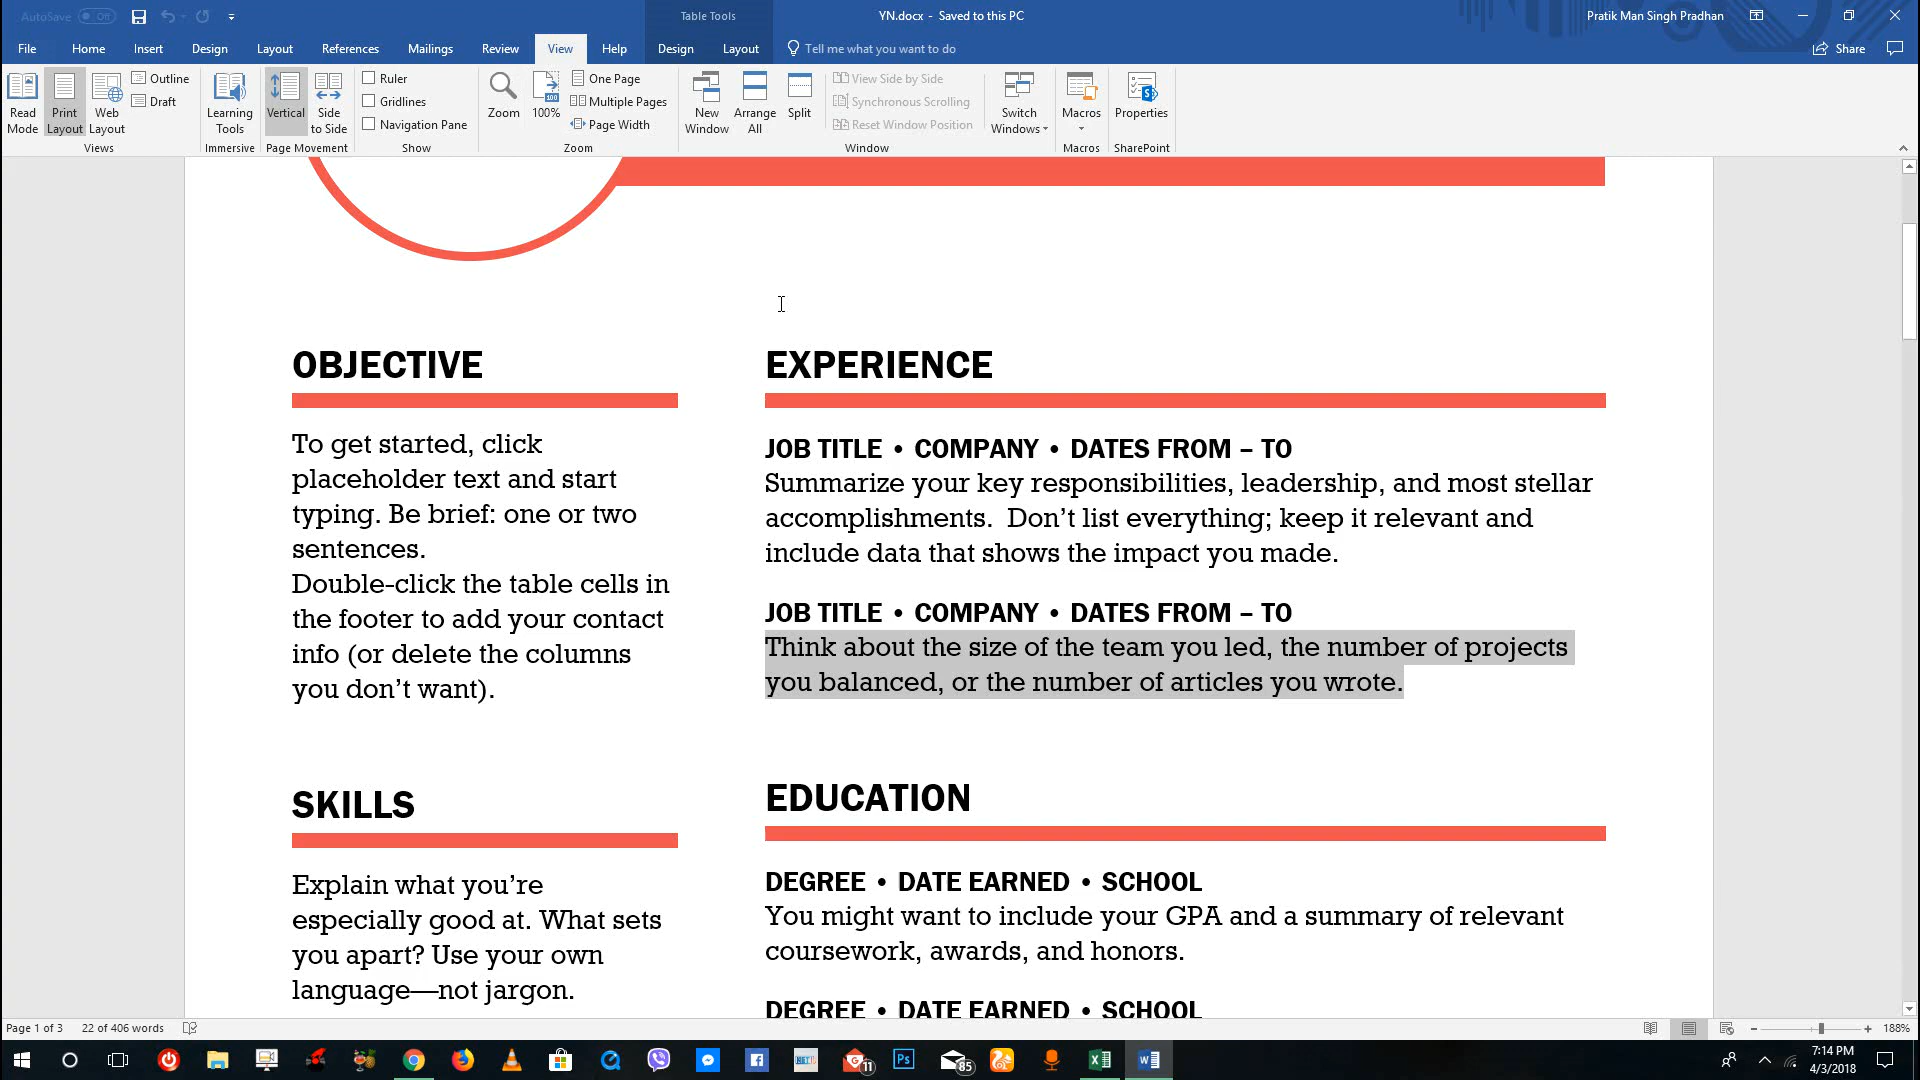 AutoSave Off
Table Tools
YN.docx - Saved to this PC
Pratik Man Singh Pradhan
File Home Insert Design Layout References Mailings Review View Help Design Layout Tell me what you want to do Share
Read Mode
Print Layout
Web Layout
Outline
Draft
Views
Learning Tools
Immersive
Vertical
Side to Side
Page Movement
Ruler
Gridlines
Navigation Pane
Show
Zoom
100
100%
One Page
Multiple Pages
Page Width
Zoom
New Window
Arrange All
Split
View Side by Side
Synchronous Scrolling
Reset Window Position
Switch Windows
Window
Macros
Macros
Properties
SharePoint
OBJECTIVE
To get started, click
placeholder text and start
typing. Be brief: one or two
sentences.
Double-click the table cells in
the footer to add your contact
info (or delete the columns
you don’t want).
SKILLS
Explain what you’re
especially good at. What sets
you apart? Use your own
language—not jargon.
EXPERIENCE
JOB TITLE • COMPANY • DATES FROM – TO
Summarize your key responsibilities, leadership, and most stellar
accomplishments.  Don’t list everything; keep it relevant and
include data that shows the impact you made.
JOB TITLE • COMPANY • DATES FROM – TO
Think about the size of the team you led, the number of projects
you balanced, or the number of articles you wrote.
EDUCATION
DEGREE • DATE EARNED • SCHOOL
You might want to include your GPA and a summary of relevant
coursework, awards, and honors.
DEGREE • DATE EARNED • SCHOOL
Page 1 of 3 22 of 406 words
188%
11
Ps
85
7:14 PM
4/3/2018